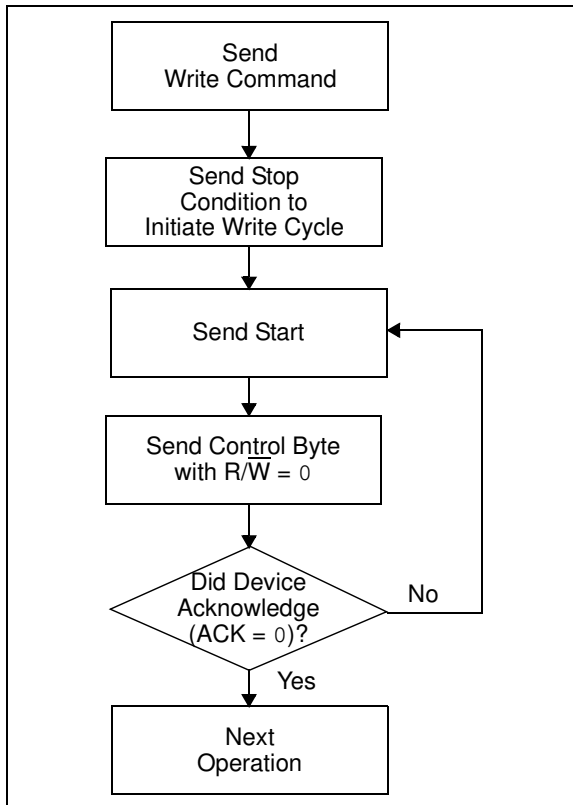 Send
Write Command
Send Stop
Condition to
Initiate Write Cycle
Send Start
Send Control Byte
with R/W̅ = 0
Did Device
Acknowledge
(ACK = 0)?
No
Yes
Next
Operation